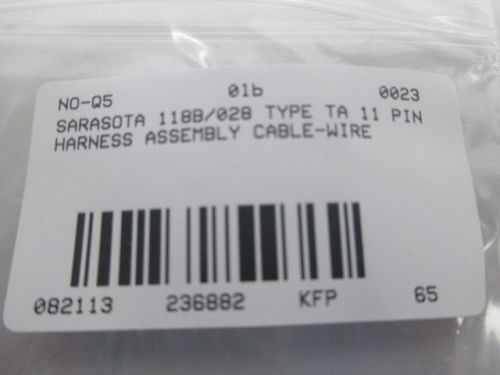 NO-Q5 01b 0023
SARASOTA 118B/028 TYPE TA 11 PIN
HARNESS ASSEMBLY CABLE-WIRE
082113 236882 KFP 65